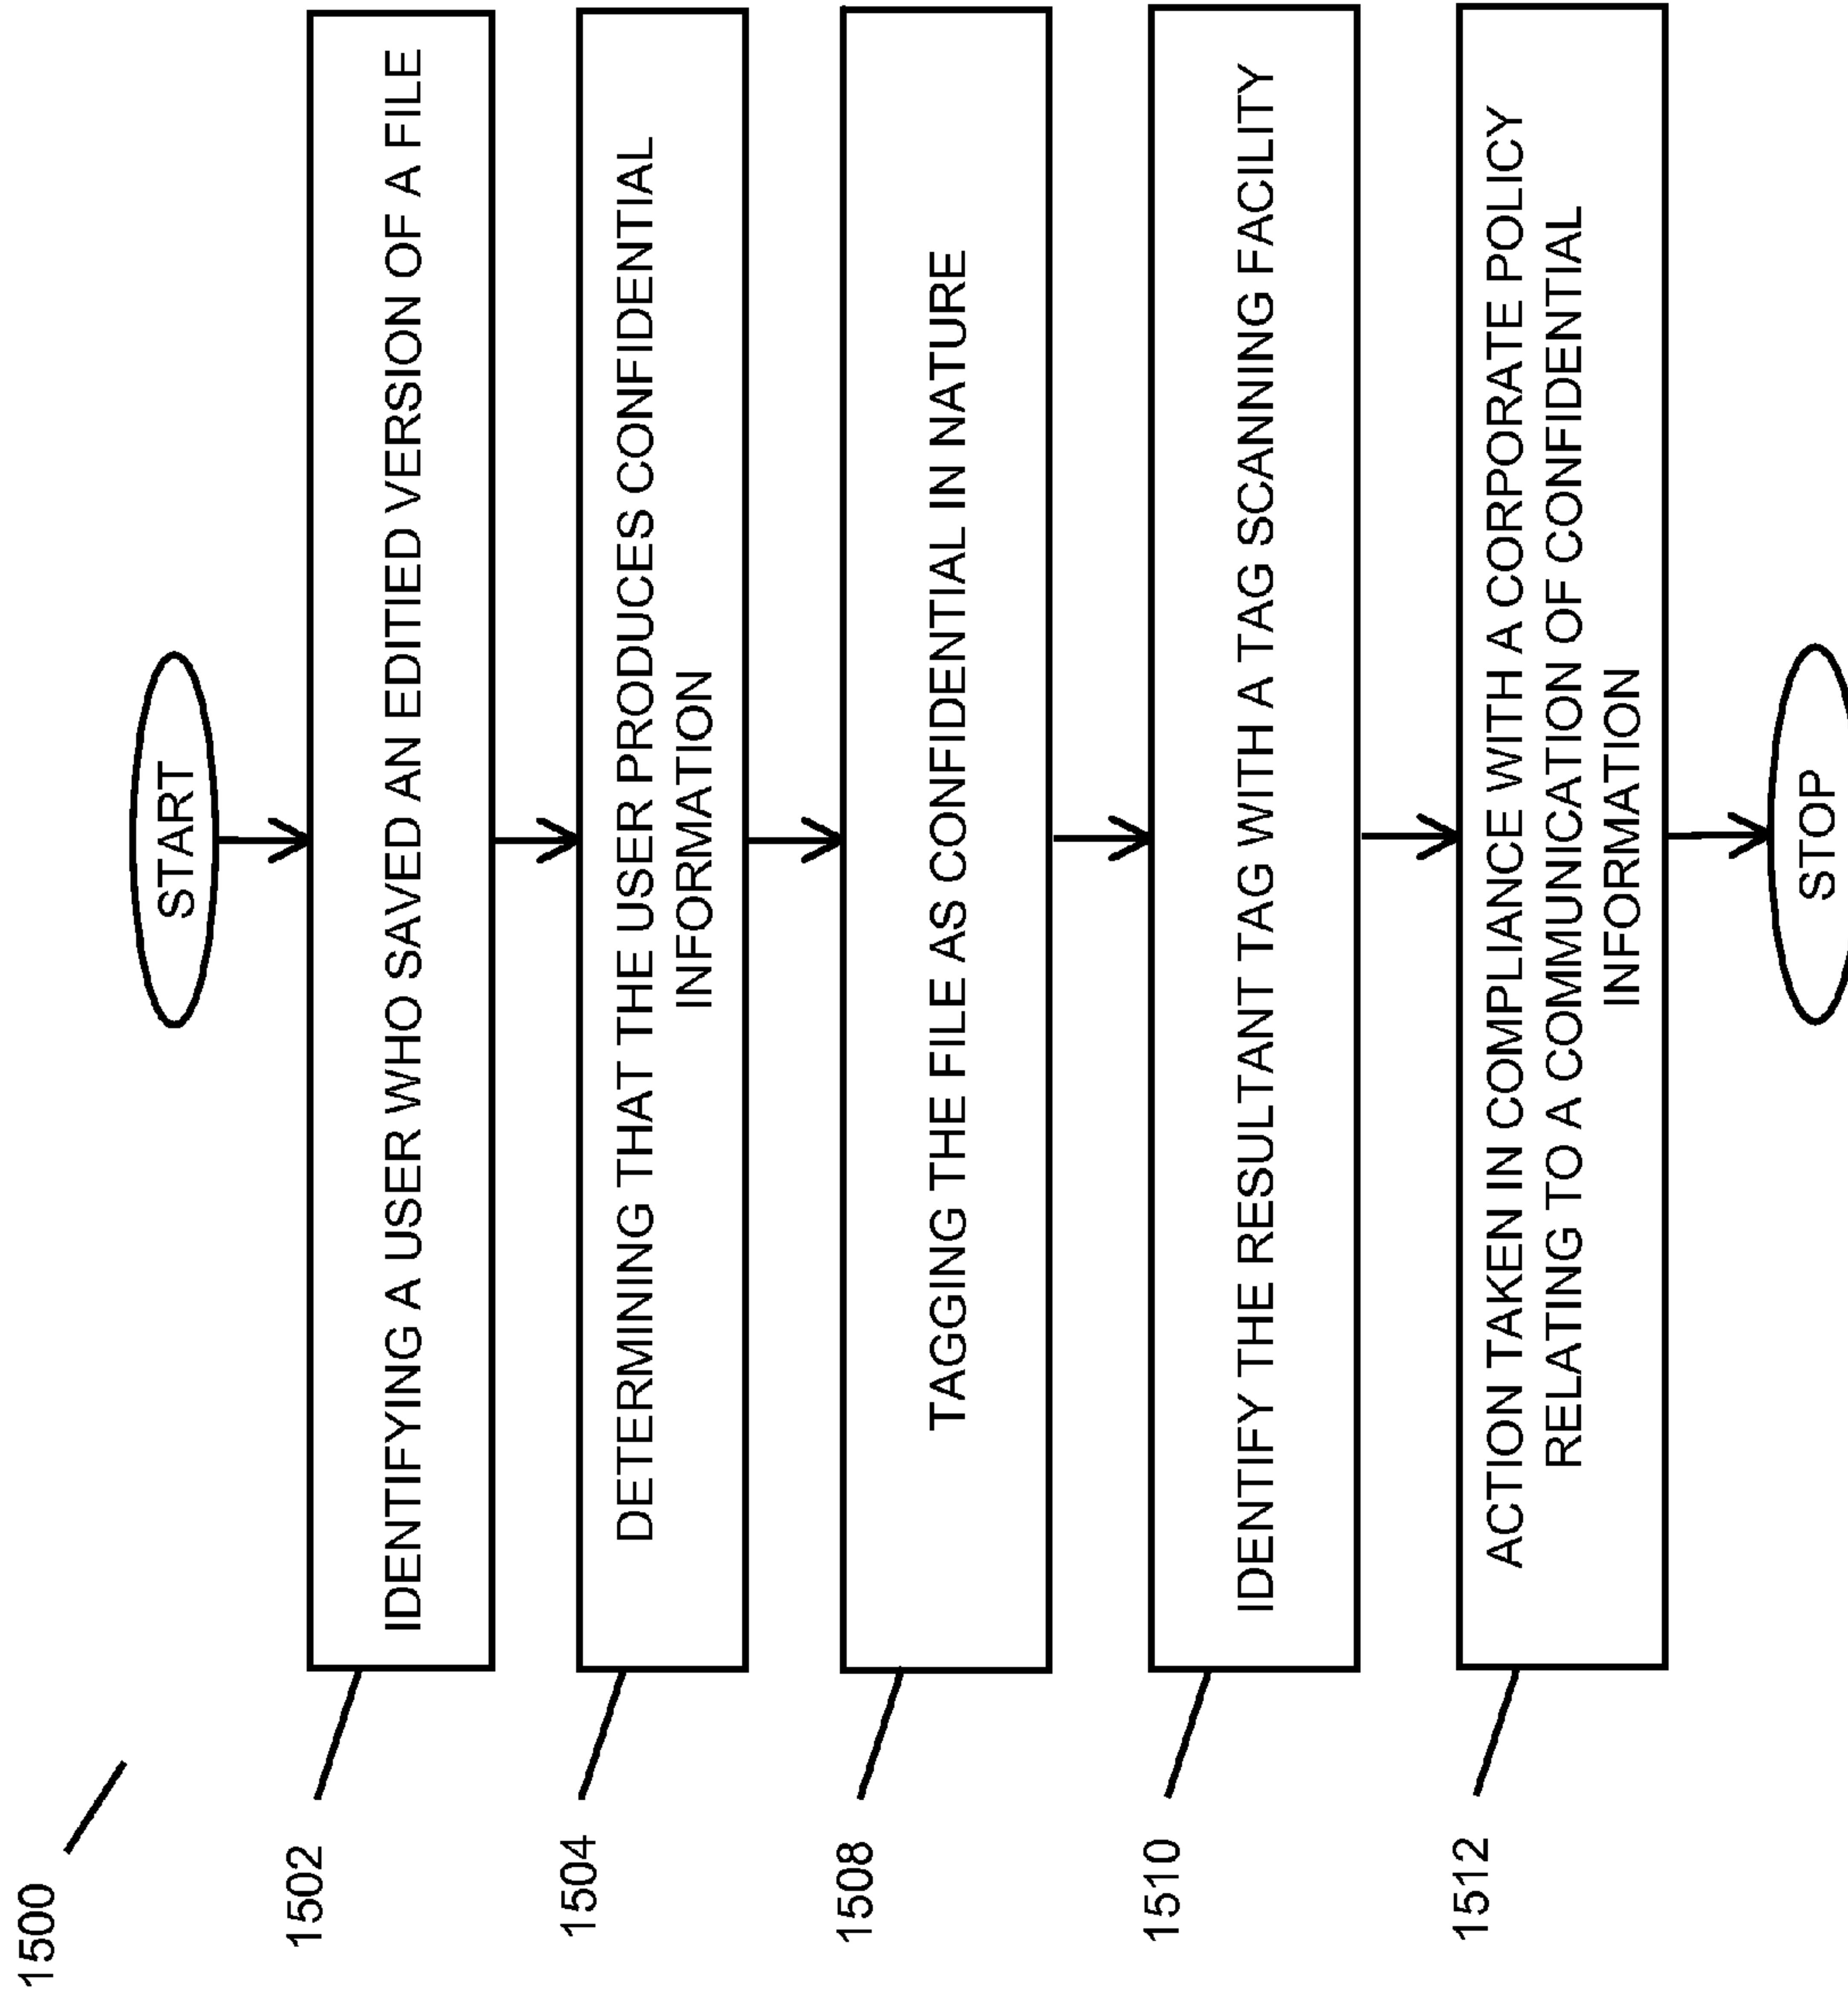 1500
START
1502
IDENTIFYING A USER WHO SAVED AN EDITIED VERSION OF A FILE
1504
DETERMINING THAT THE USER PRODUCES CONFIDENTIAL
INFORMATION
1508
TAGGING THE FILE AS CONFIDENTIAL IN NATURE
1510
IDENTIFY THE RESULTANT TAG WITH A TAG SCANNING FACILITY
1512
ACTION TAKEN IN COMPLIANCE WITH A CORPORATE POLICY
RELATING TO A COMMUNICATION OF CONFIDENTIAL
INFORMATION
STOP